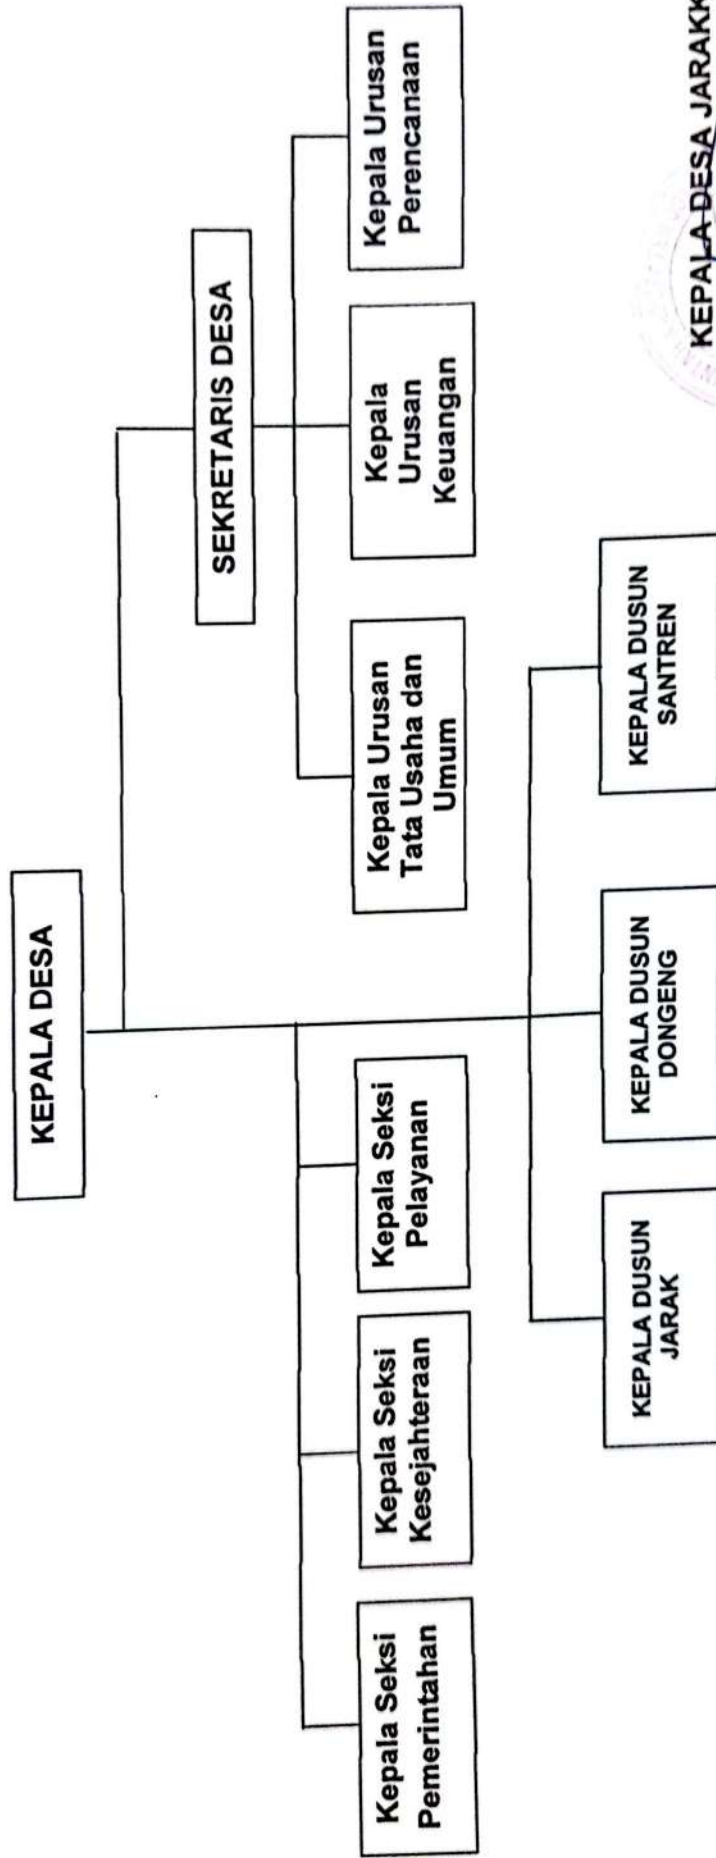 KEPALA DESA
SEKRETARIS DESA
Kepala Seksi
Pemerintahan
Kepala Seksi
Kesejahteraan
Kepala Seksi
Pelayanan
Kepala Urusan
Tata Usaha dan
Umum
Kepala
Urusan
Keuangan
Kepala Urusan
Perencanaan
KEPALA DUSUN
JARAK
KEPALA DUSUN
DONGENG
KEPALA DUSUN
SANTREN
KEPALA DESA